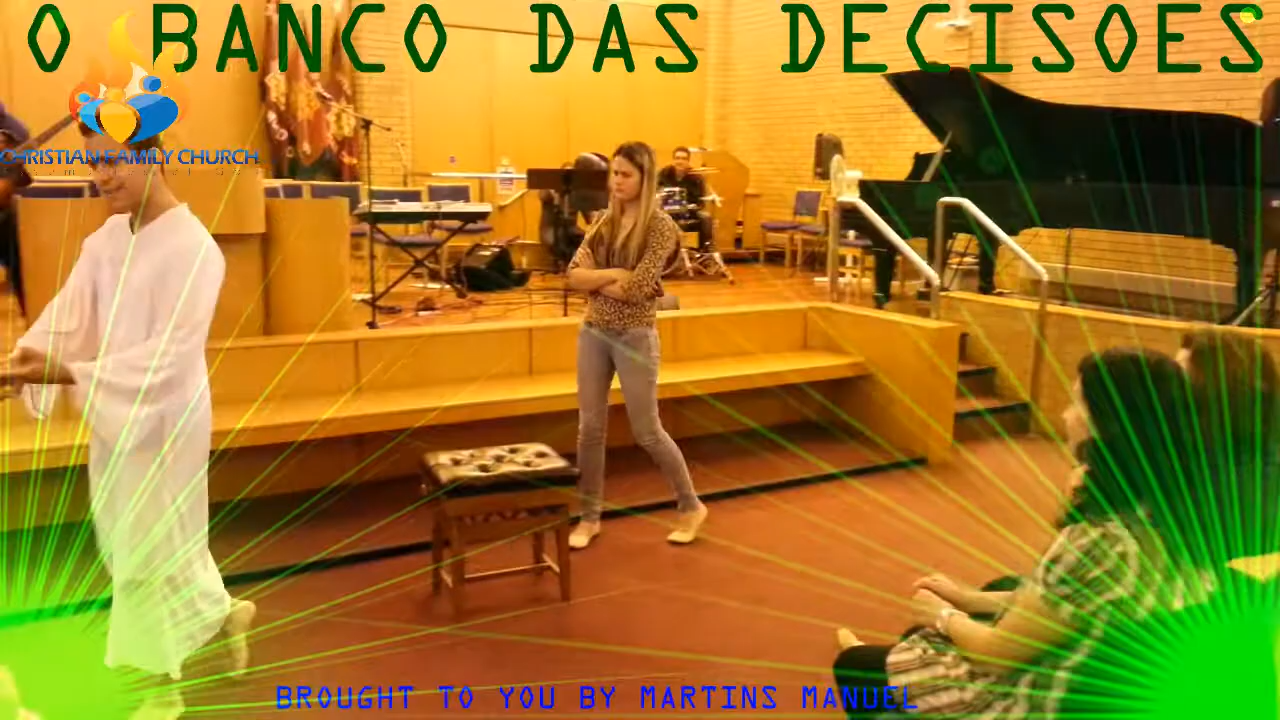 O BANCO DAS DECISOES
CHRISTIAN FAMILY CHURCH
BROUGHT TO YOU BY MARTINS MANUEL